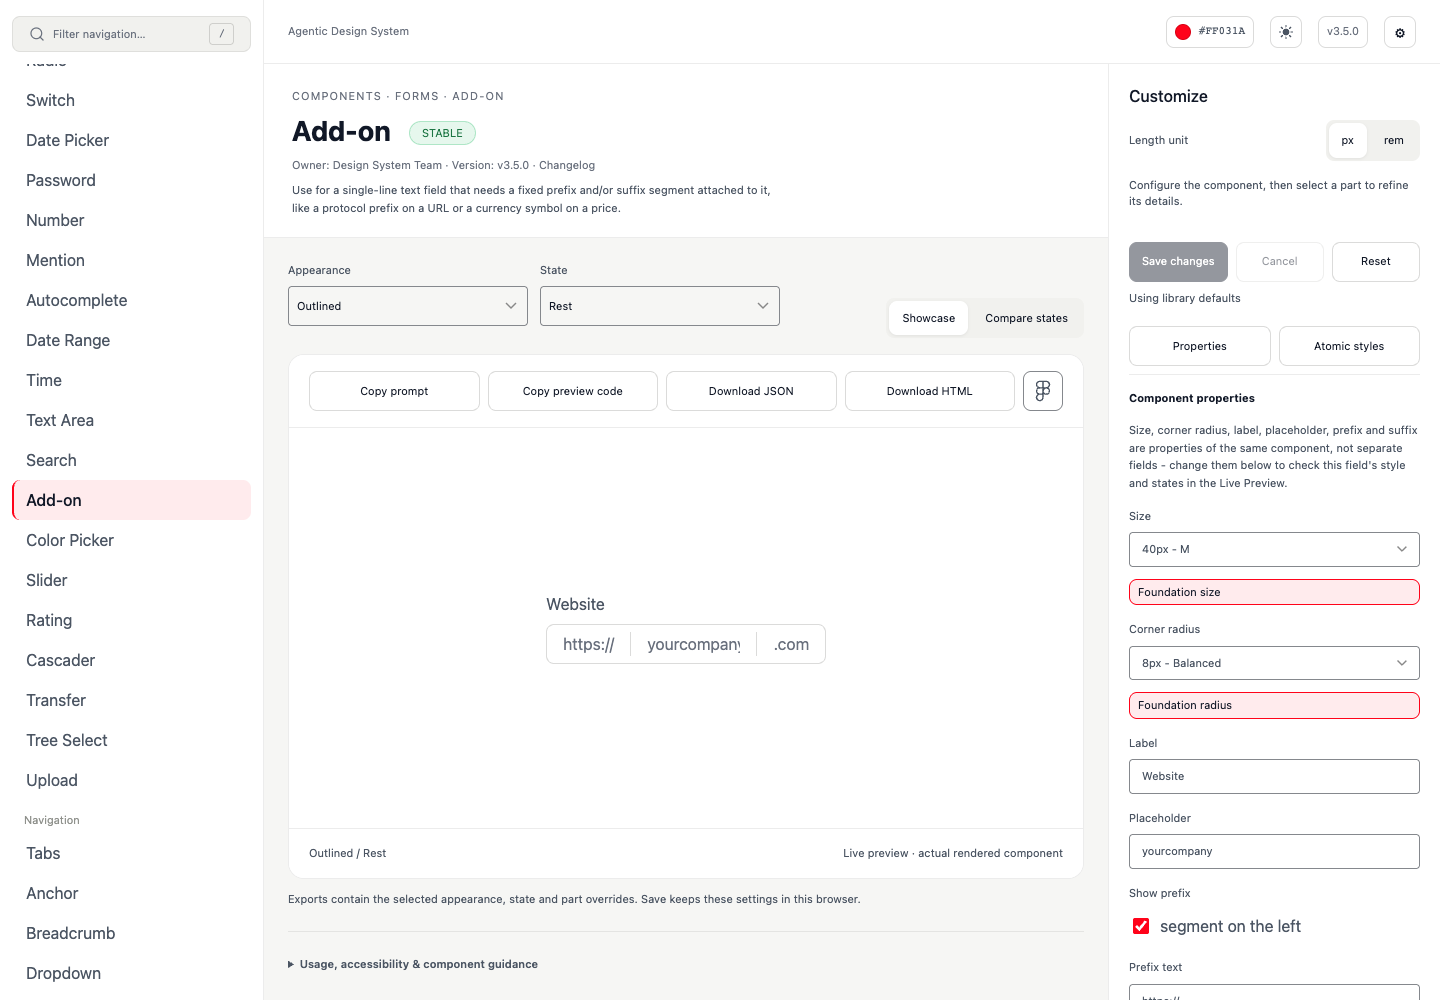 Filter navigation...
/
Radio
Switch
Date Picker
Password
Number
Mention
Autocomplete
Date Range
Time
Text Area
Search
Add-on
Color Picker
Slider
Rating
Cascader
Transfer
Tree Select
Upload
Navigation
Tabs
Anchor
Breadcrumb
Dropdown
Agentic Design System
#FF031A
v3.5.0
COMPONENTS · FORMS · ADD-ON
Add-on
STABLE
Owner: Design System Team · Version: v3.5.0 · Changelog
Use for a single-line text field that needs a fixed prefix and/or suffix segment attached to it,
like a protocol prefix on a URL or a currency symbol on a price.
Appearance
Outlined
State
Rest
Showcase
Compare states
Copy prompt
Copy preview code
Download JSON
Download HTML
Website
https://
yourcompany
.com
Outlined / Rest
Live preview · actual rendered component
Exports contain the selected appearance, state and part overrides. Save keeps these settings in this browser.
Usage, accessibility & component guidance
Customize
Length unit
px
rem
Configure the component, then select a part to refine
its details.
Save changes
Cancel
Reset
Using library defaults
Properties
Atomic styles
Component properties
Size, corner radius, label, placeholder, prefix and suffix
are properties of the same component, not separate
fields - change them below to check this field's style
and states in the Live Preview.
Size
40px - M
Foundation size
Corner radius
8px - Balanced
Foundation radius
Label
Website
Placeholder
yourcompany
Show prefix
segment on the left
Prefix text
https://